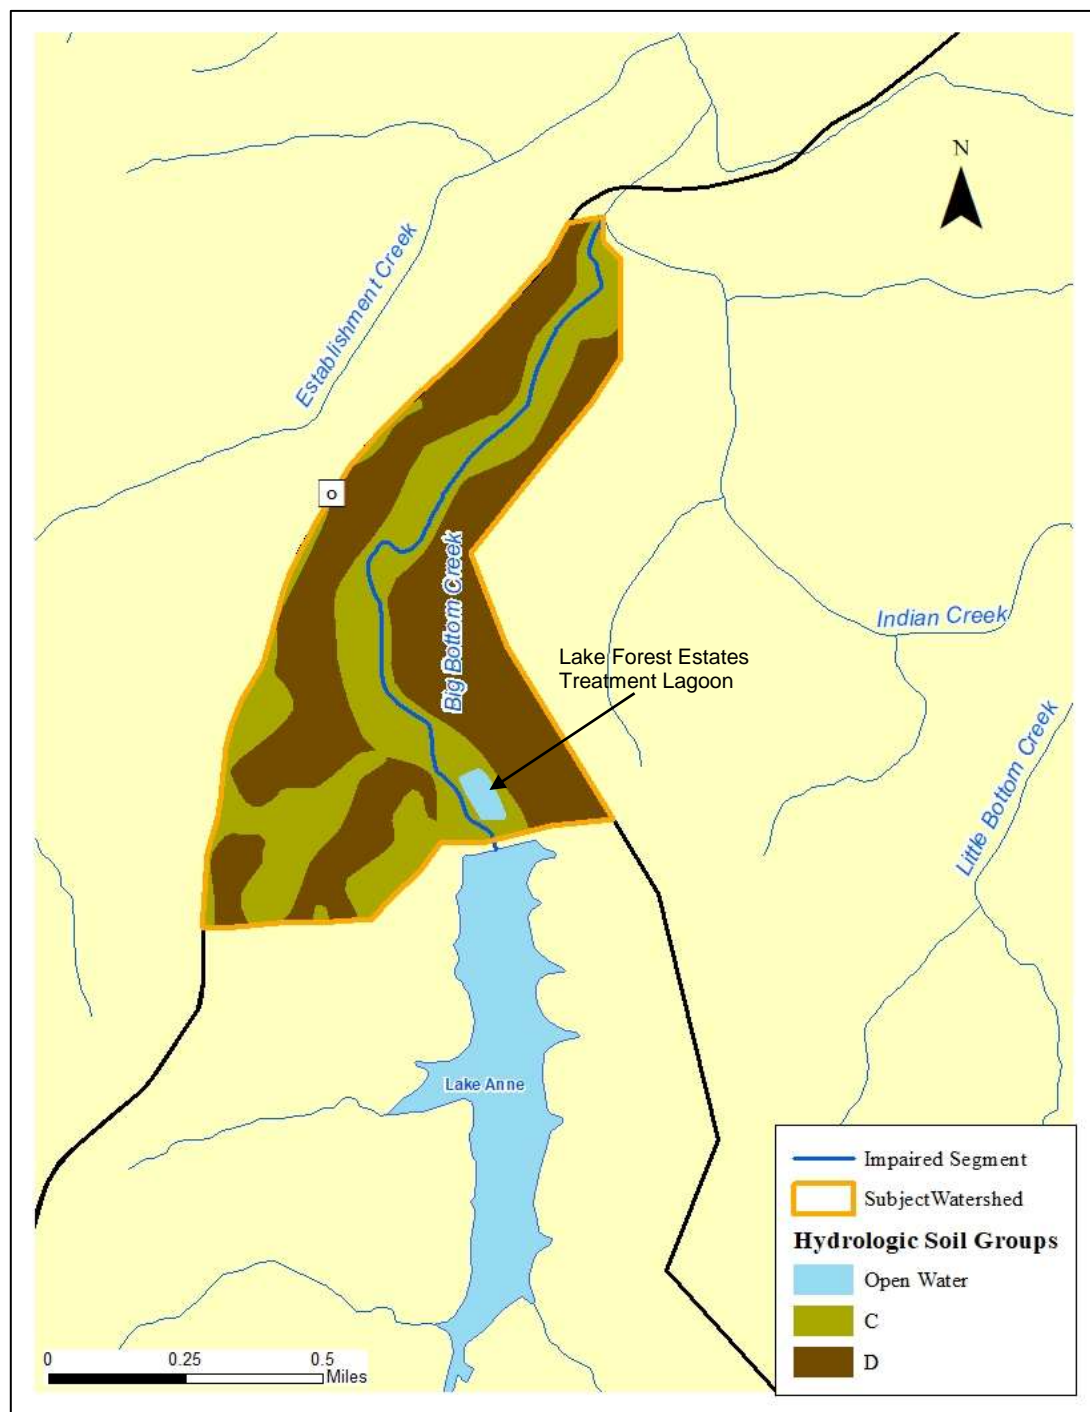 N
Establishment Creek
o
Big Bottom Creek
Indian Creek
Lake Forest Estates
Treatment Lagoon
Little Bottom Creek
Lake Anne
Impaired Segment
SubjectWatershed
Hydrologic Soil Groups
Open Water
C
D
0 0.25 0.5
Miles